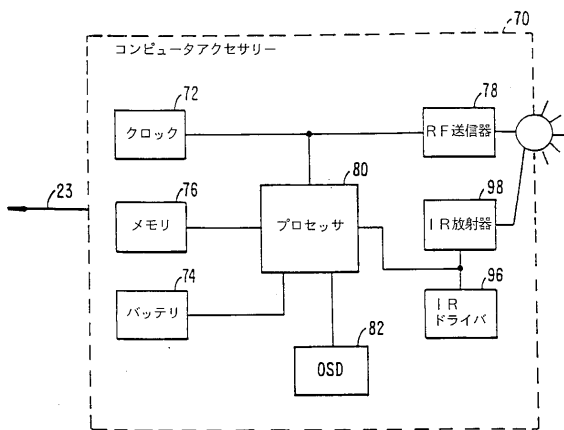 70
コンピュータアクセサリー
72
クロック
78
RF送信器
80
プロセッサ
23
76
メモリ
98
IR放射器
74
バッテリ
96
IR
ドライバ
82
OSD